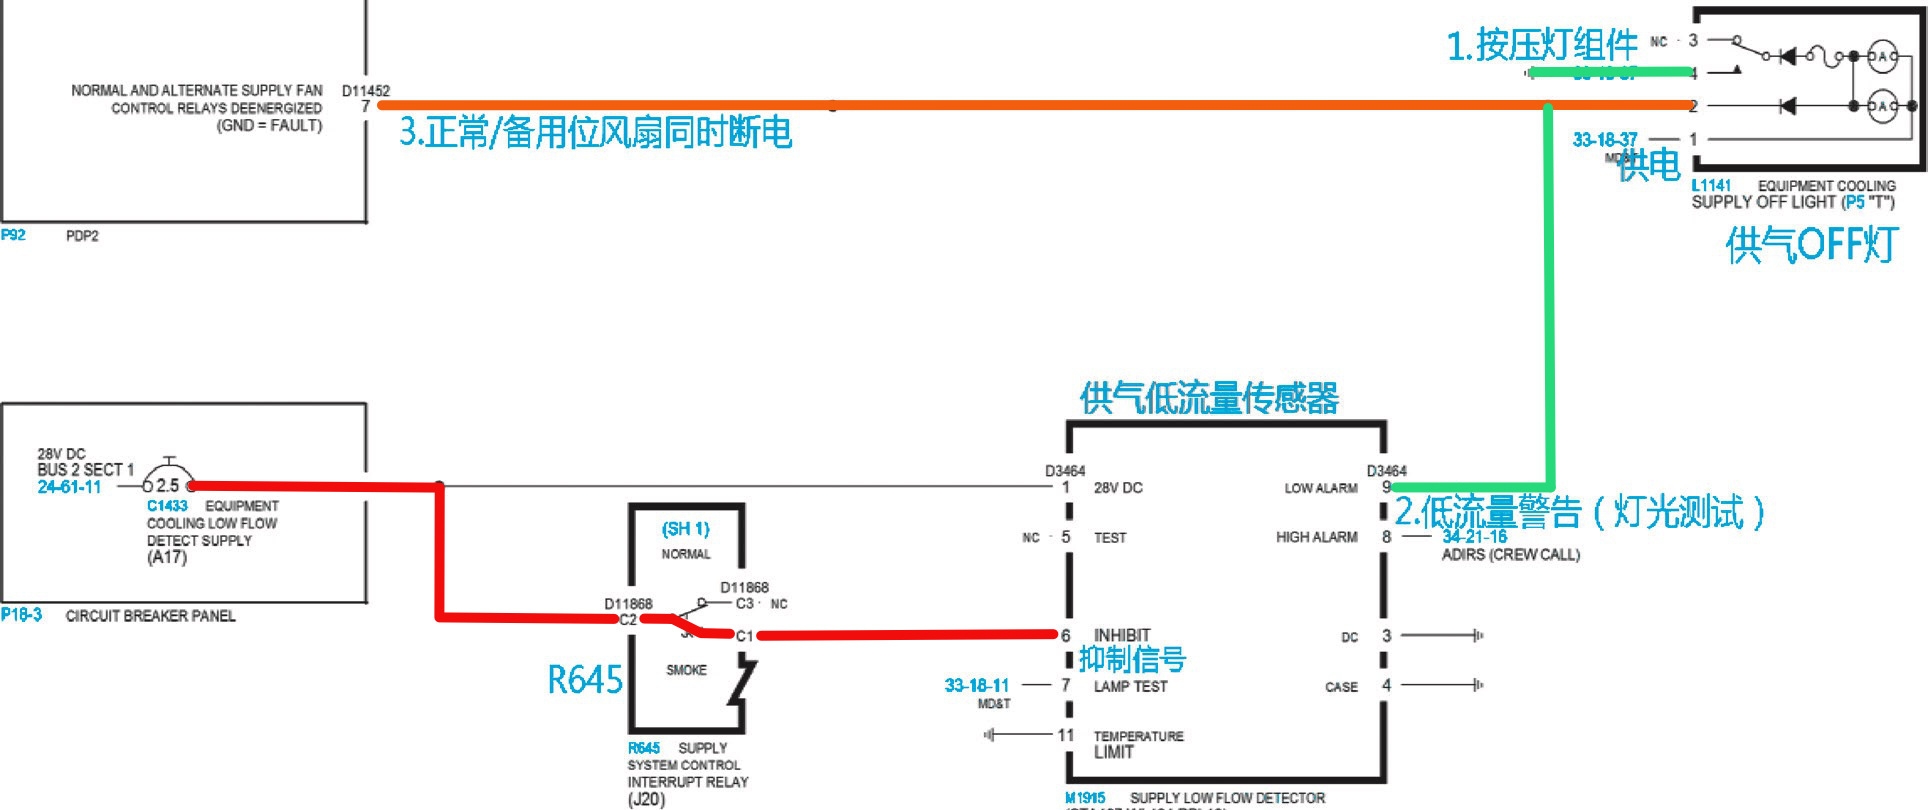 1.按压灯组件
NC
3
4
2
33-18-37
1
供电
L1141
EQUIPMENT COOLING
SUPPLY OFF LIGHT (P5 "T")
供气OFF灯
A
A
NORMAL AND ALTERNATE SUPPLY FAN
CONTROL RELAYS DEENERGIZED
(GND = FAULT)
D11452
7
3.正常/备用位风扇同时断电
P92
PDP2
28V DC
BUS 2 SECT 1
24-61-11
2.5
C1433
EQUIPMENT
COOLING LOW FLOW
DETECT SUPPLY
(A17)
P18-3
CIRCUIT BREAKER PANEL
(SH 1)
NORMAL
D11868
C3
NC
D11868
C2
C1
SMOKE
R645
R645
SUPPLY
SYSTEM CONTROL
INTERRUPT RELAY
(J20)
供气低流量传感器
D3464
D3464
1
28V DC
LOW ALARM
9
2.低流量警告（灯光测试）
NC
5
TEST
HIGH ALARM
8
34-21-16
ADIRS (CREW CALL)
6
INHIBIT
抑制信号
DC
3
33-18-11
MD&T
7
LAMP TEST
CASE
4
11
TEMPERATURE
LIMIT
M1915
SUPPLY LOW FLOW DETECTOR